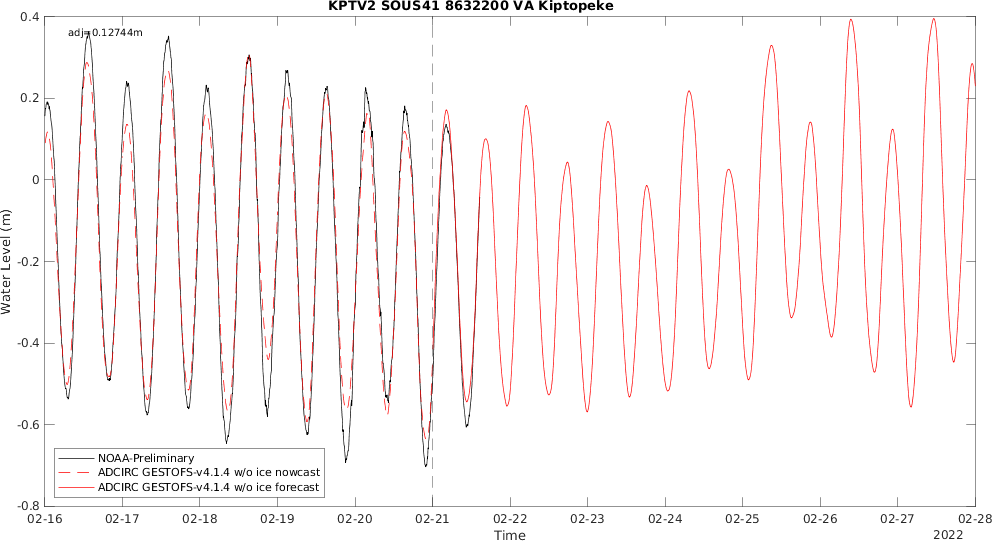 KPTV2 SOUS41 8632200 VA Kiptopeke
adj=0.12744m
0.4
0.2
0
-0.2
-0.4
-0.6
-0.8
Water Level (m)
NOAA-Preliminary
ADCIRC GESTOFS-v4.1.4 w/o ice nowcast
ADCIRC GESTOFS-v4.1.4 w/o ice forecast
02-16 02-17 02-18 02-19 02-20 02-21 02-22 02-23 02-24 02-25 02-26 02-27 02-28
Time
2022